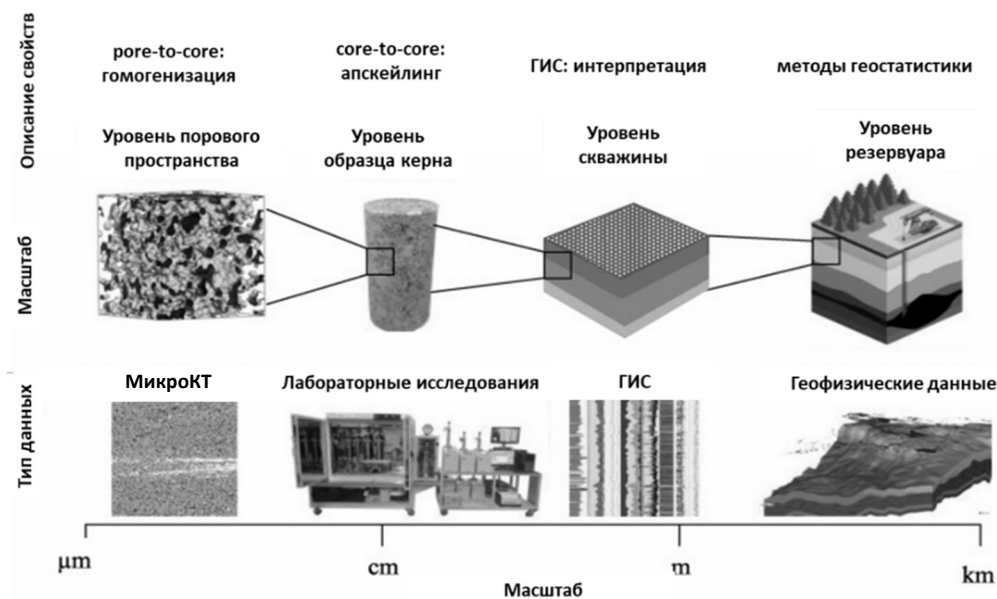 Описание свойств
pore-to-core:
гомогенизация
core-to-core:
апскейлинг
ГИС: интерпретация
методы геостатистики
Масштаб
Уровень порового
пространства
Уровень
образца керна
Уровень
скважины
Уровень
резервуара
Тип данных
МикроКТ
Лабораторные исследования
ГИС
Геофизические данные
µm
cm
m
km
Масштаб